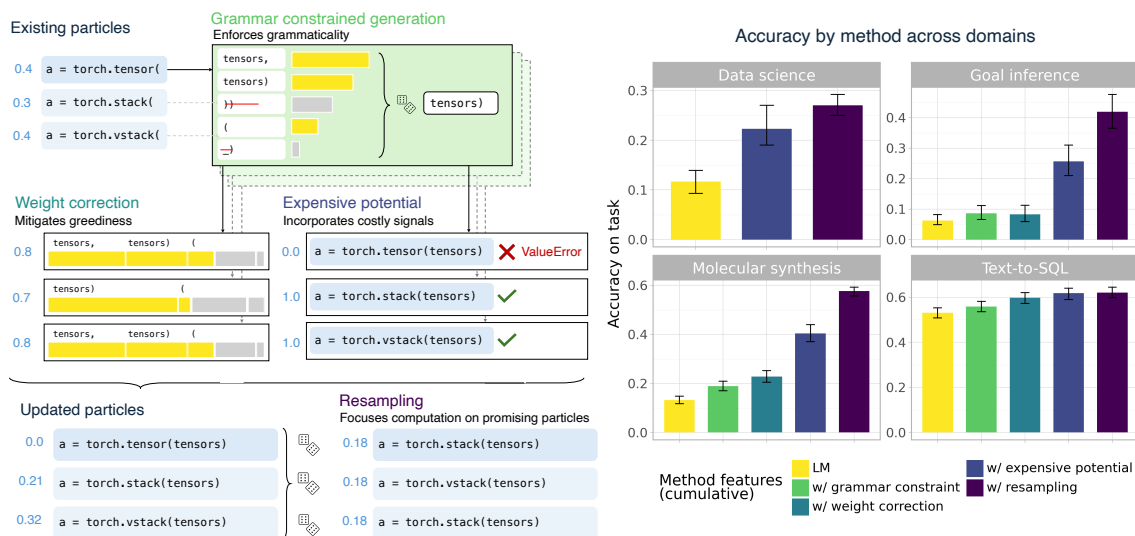 Existing particles
Grammar constrained generation
Enforces grammaticality
0.4 a = torch.tensor(
0.3 a = torch.stack(
0.4 a = torch.vstack(
tensors,
tensors)
))
(
_)
tensors)
Weight correction
Mitigates greediness
0.8 tensors, tensors) (
0.7 tensors) (
0.8 tensors, tensors) (
Expensive potential
Incorporates costly signals
0.0 a = torch.tensor(tensors) ValueError
1.0 a = torch.stack(tensors)
1.0 a = torch.vstack(tensors)
Updated particles
0.0 a = torch.tensor(tensors)
0.21 a = torch.stack(tensors)
0.32 a = torch.vstack(tensors)
Resampling
Focuses computation on promising particles
0.18 a = torch.stack(tensors)
0.18 a = torch.vstack(tensors)
0.18 a = torch.stack(tensors)
Accuracy by method across domains
Accuracy on task
Data science
0.3
0.2
0.1
0.0
Goal inference
0.4
0.3
0.2
0.1
0.0
Molecular synthesis
0.6
0.4
0.2
0.0
Text-to-SQL
0.6
0.4
0.2
0.0
Method features
(cumulative)
LM
w/ grammar constraint
w/ weight correction
w/ expensive potential
w/ resampling